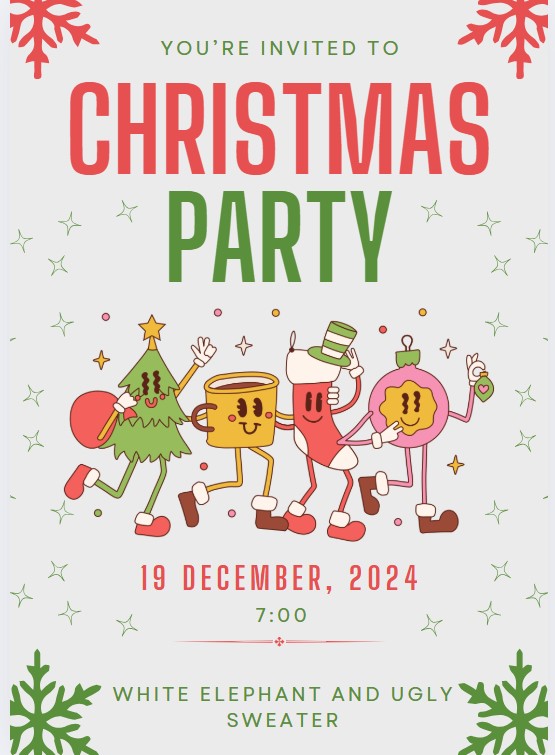 YOU'RE INVITED TO
CHRISTMAS
PARTY
19 DECEMBER, 2024
7:00
WHITE ELEPHANT AND UGLY
SWEATER